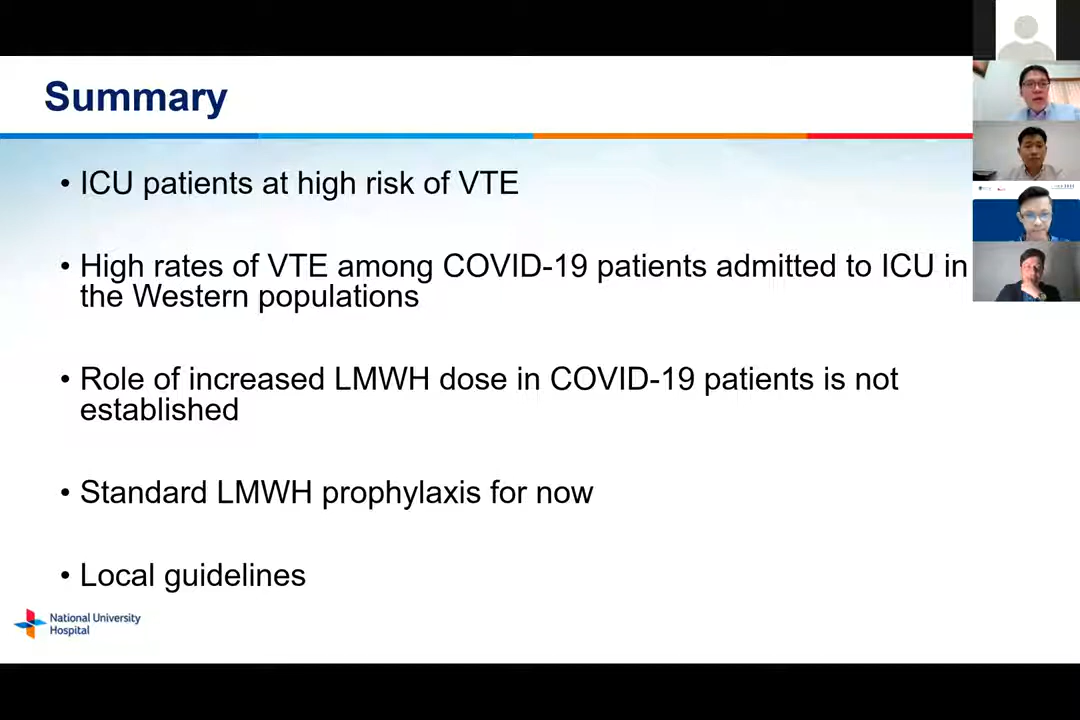 Summary
• ICU patients at high risk of VTE
• High rates of VTE among COVID-19 patients admitted to ICU in
the Western populations
• Role of increased LMWH dose in COVID-19 patients is not
established
• Standard LMWH prophylaxis for now
• Local guidelines
National University
Hospital